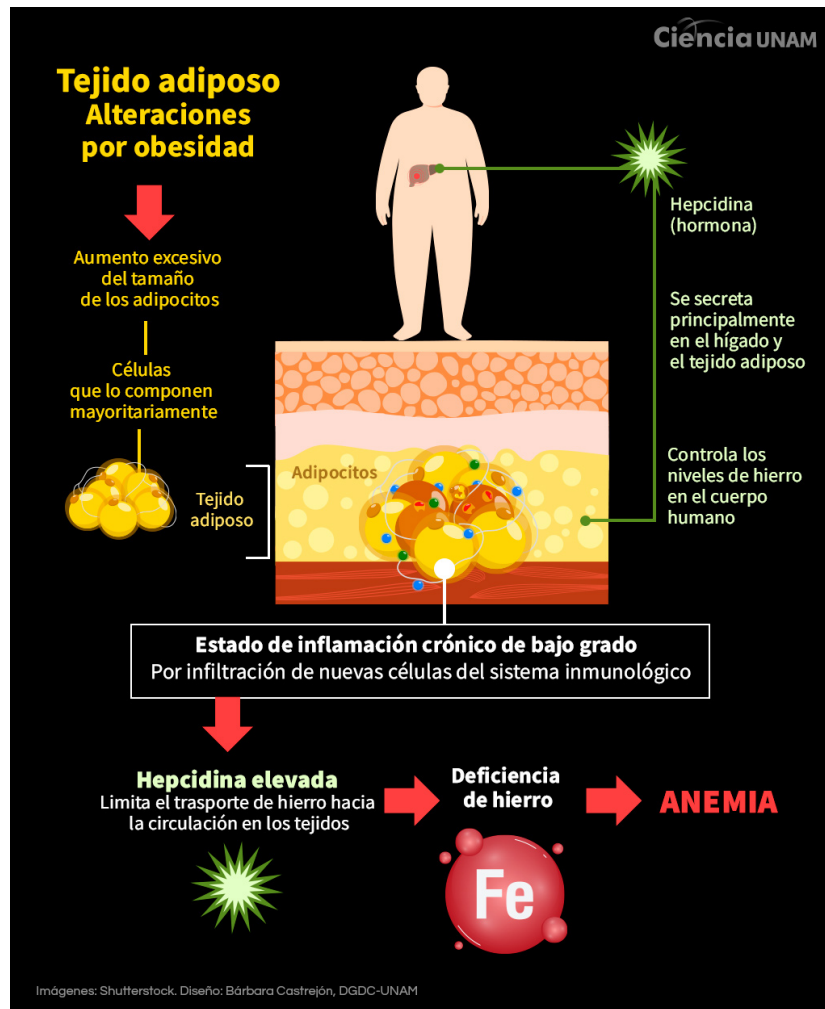 Ciencia UNAM
Tejido adiposo
Alteraciones
por obesidad
Aumento excesivo
del tamaño
de los adipocitos
Células
que lo componen
mayoritariamente
Tejido
adiposo
Adipocitos
Hepcidina
(hormona)
Se secreta
principalmente
en el hígado y
el tejido adiposo
Controla los
niveles de hierro
en el cuerpo
humano
Estado de inflamación crónico de bajo grado
Por infiltración de nuevas células del sistema inmunológico
Hepcidina elevada
Limita el trasporte de hierro hacia
la circulación en los tejidos
Deficiencia
de hierro
ANEMIA
Fe
Imágenes: Shutterstock. Diseño: Bárbara Castrejón, DGDC-UNAM